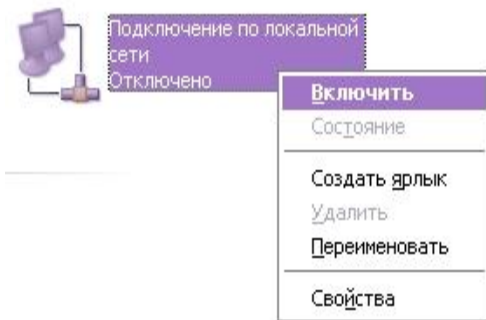 Подключение по локальной
сети
Отключено
Включить
Состояние
Создать ярлык
Удалить
Переименовать
Свойства